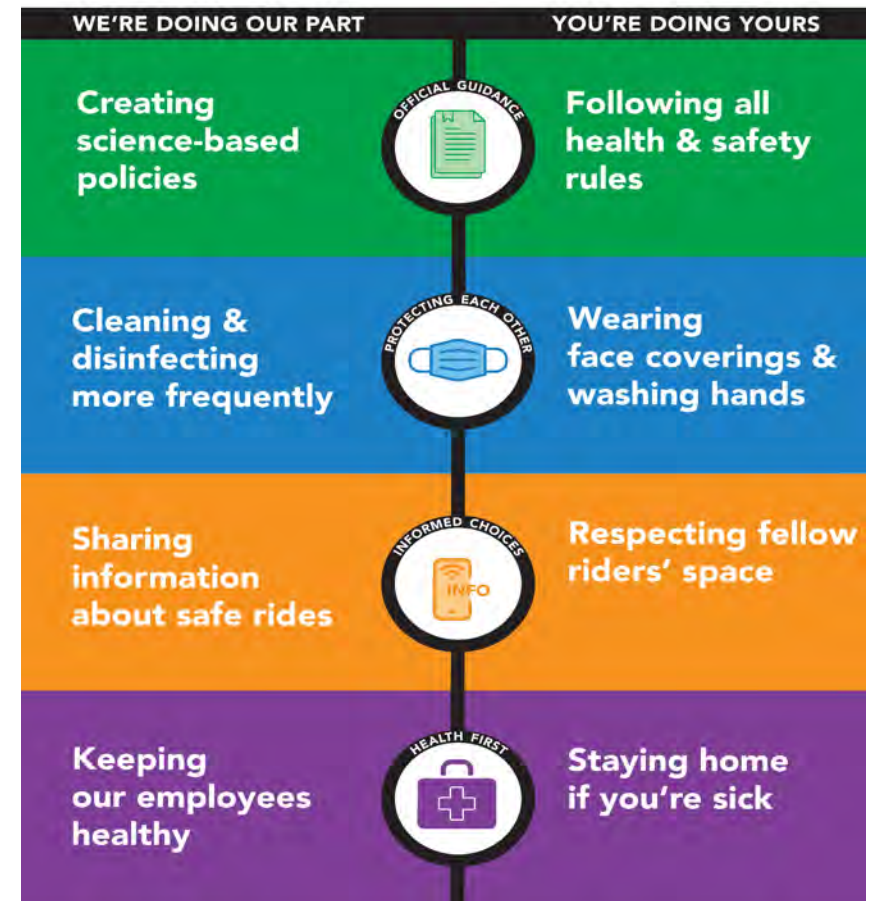 WE'RE DOING OUR PART
YOU'RE DOING YOURS
Creating
science-based
policies
OFFICIAL GUIDANCE
Following all
health & safety
rules
Cleaning &
disinfecting
more frequently
PROTECTING EACH OTHER
Wearing
face coverings &
washing hands
Sharing
information
about safe rides
INFORMED CHOICES
INFO
Respecting fellow
riders' space
Keeping
our employees
healthy
HEALTH FIRST
Staying home
if you're sick